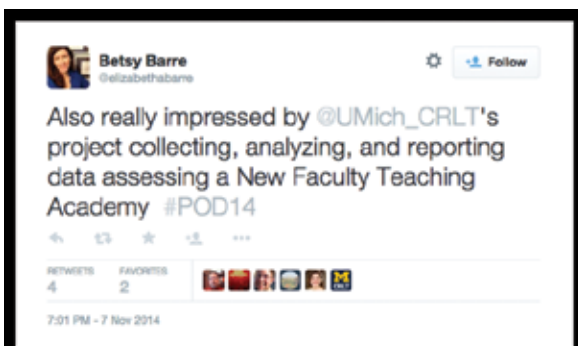 Betsy Barre
@elizabethabarre
Follow
Also really impressed by @UMich_CRLT's
project collecting, analyzing, and reporting
data assessing a New Faculty Teaching
Academy #POD14
RETWEETS FAVORITES
4 2
M
CRLT
7:01 PM - 7 Nov 2014